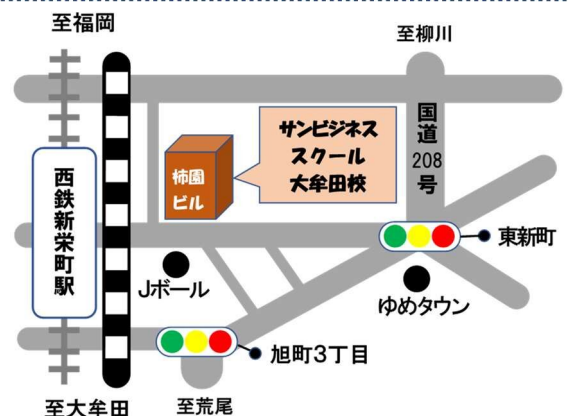 至福岡
至柳川
国道208号
サンビジネス
スクール
大牟田校
柿園
ビル
西鉄新栄町駅
東新町
Jボール
ゆめタウン
旭町3丁目
至大牟田
至荒尾